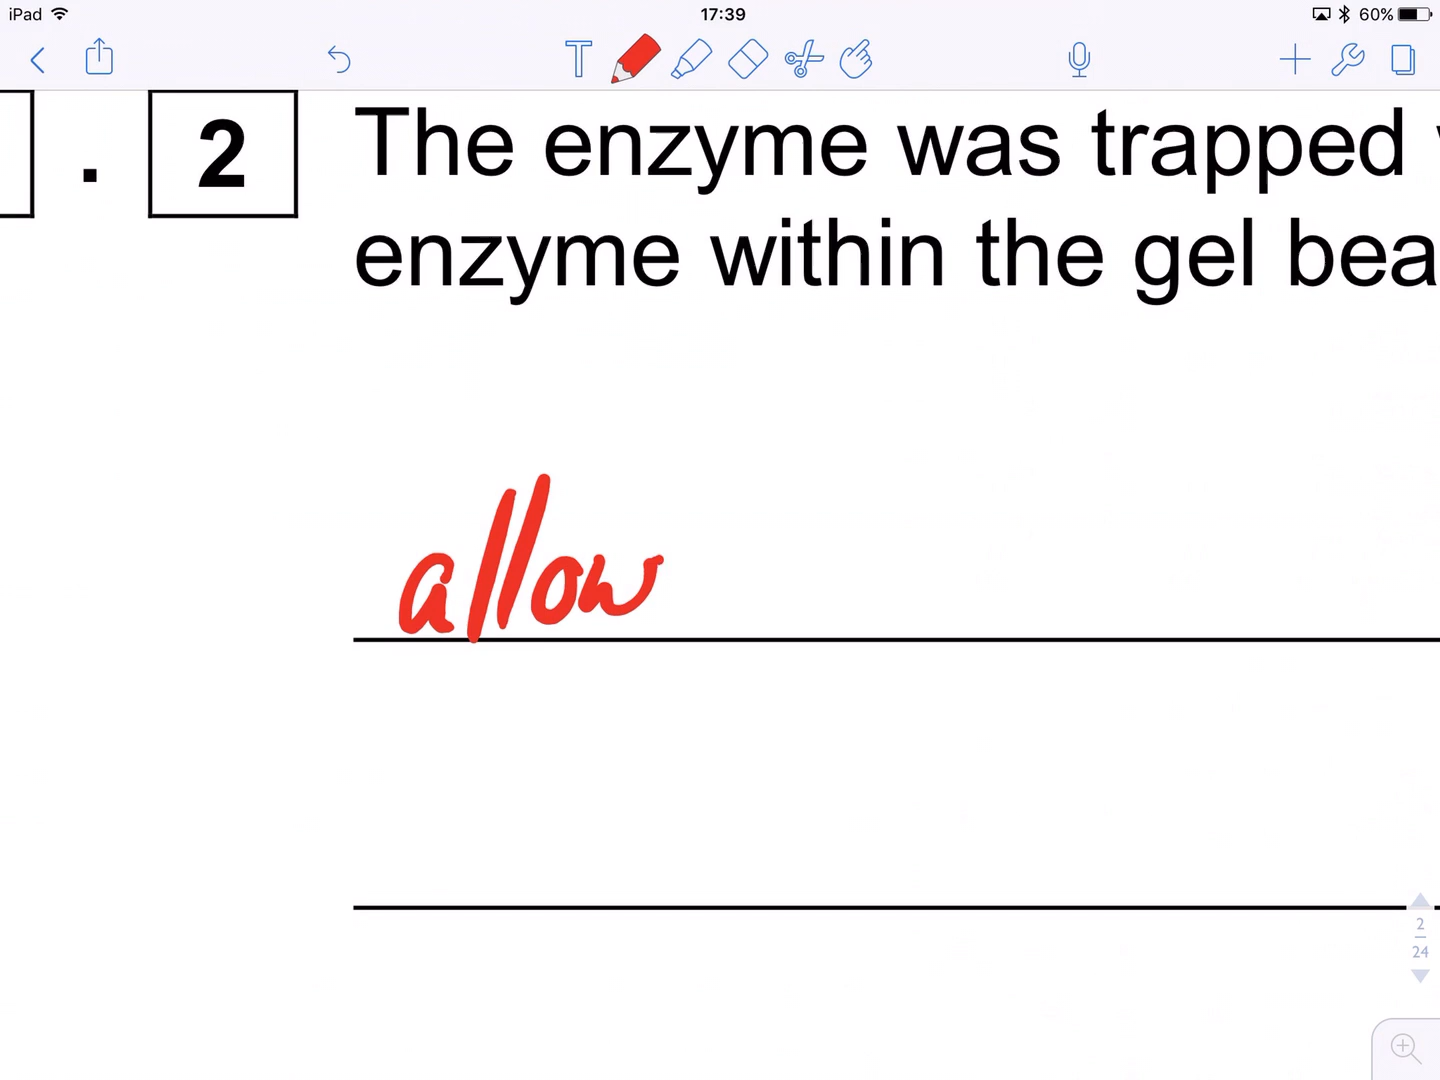 iPad 17:39 60%
. 2 The enzyme was trapped
enzyme within the gel bea
allow
2
24